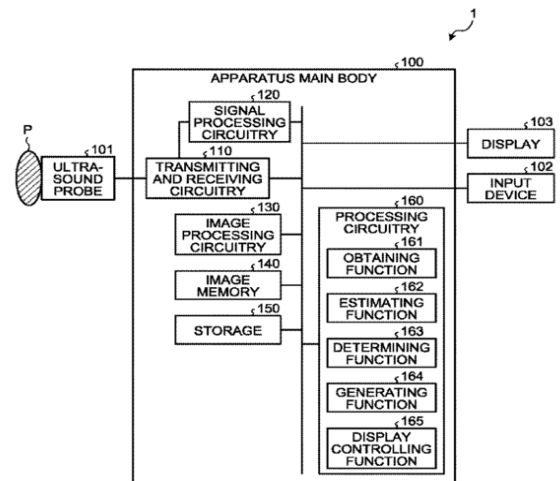 1
100
APPARATUS MAIN BODY
120
SIGNAL
PROCESSING
CIRCUITRY
P
101
ULTRA-
SOUND
PROBE
110
TRANSMITTING
AND RECEIVING
CIRCUITRY
103
DISPLAY
102
INPUT
DEVICE
130
IMAGE
PROCESSING
CIRCUITRY
140
IMAGE
MEMORY
150
STORAGE
160
PROCESSING
CIRCUITRY
161
OBTAINING
FUNCTION
162
ESTIMATING
FUNCTION
163
DETERMINING
FUNCTION
164
GENERATING
FUNCTION
165
DISPLAY
CONTROLLING
FUNCTION